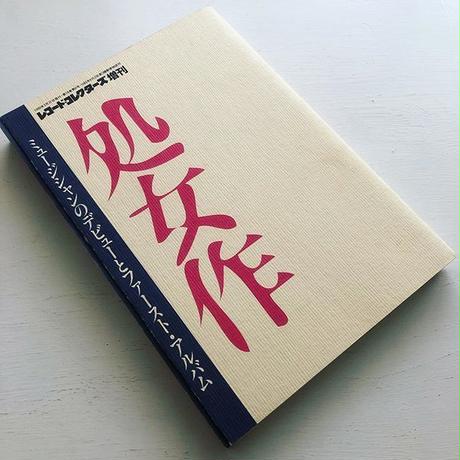 レコード・コレクターズ増刊
処女作
ミュージシャンのデビューとファースト・アルバム